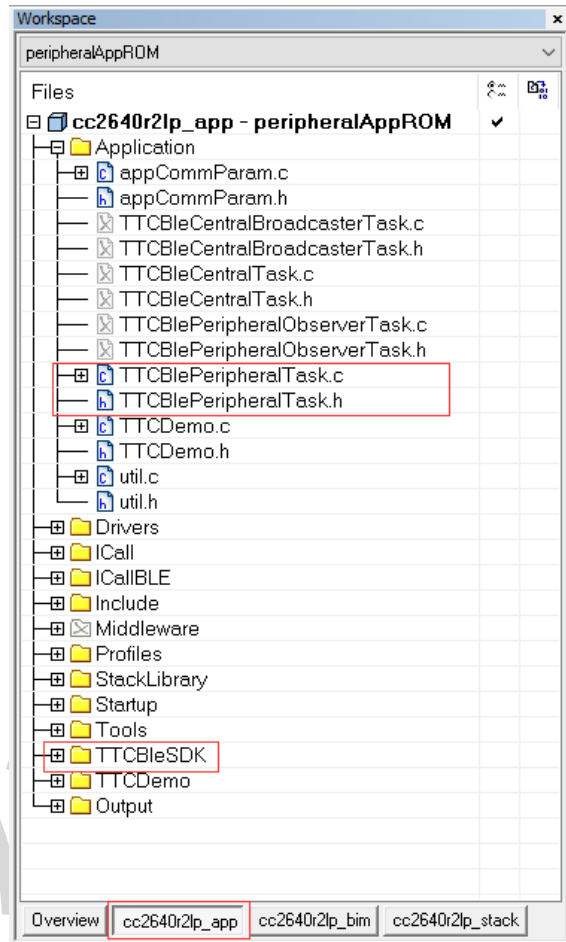 Workspace
peripheralAppROM
Files
cc2640r2lp_app - peripheralAppROM
Application
appCommParam.c
appCommParam.h
TTCBleCentralBroadcasterTask.c
TTCBleCentralBroadcasterTask.h
TTCBleCentralTask.c
TTCBleCentralTask.h
TTCBlePeripheralObserverTask.c
TTCBlePeripheralObserverTask.h
TTCBlePeripheralTask.c
TTCBlePeripheralTask.h
TTCDemo.c
TTCDemo.h
util.c
util.h
Drivers
ICall
ICallBLE
Include
Middleware
Profiles
StackLibrary
Startup
Tools
TTCBleSDK
TTCDemo
Output
Overview cc2640r2lp_app cc2640r2lp_bim cc2640r2lp_stack